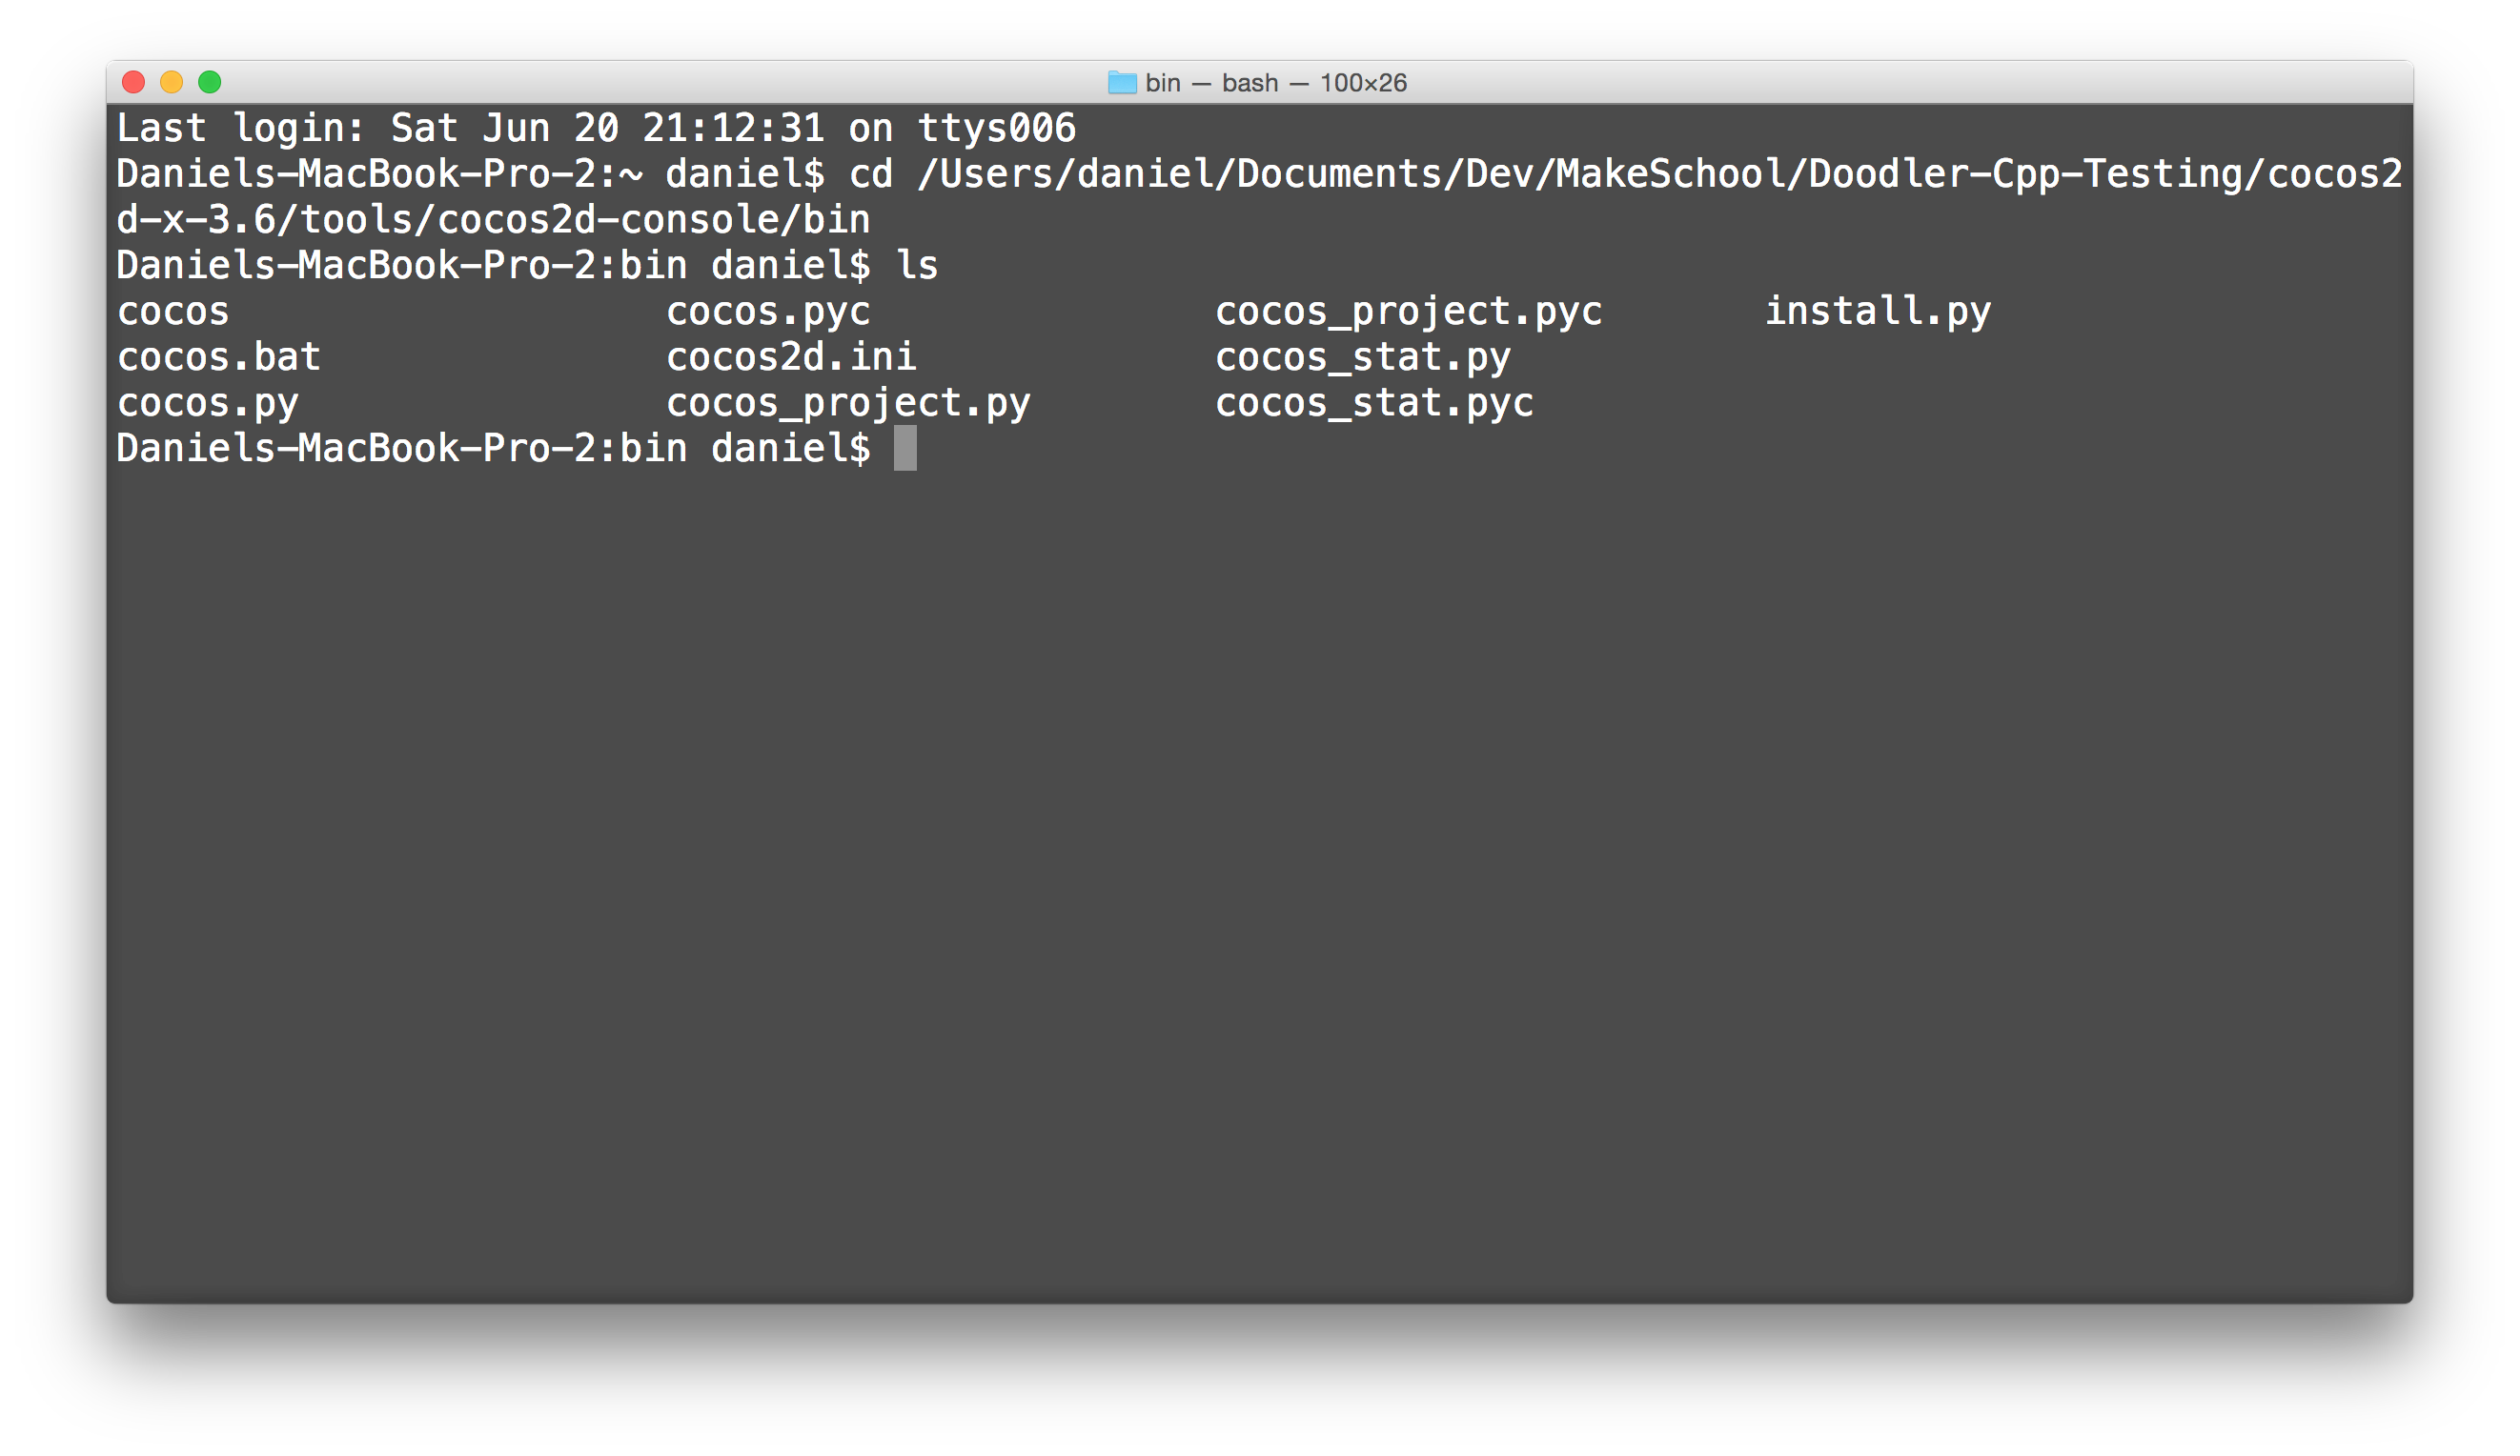 bin — bash — 100×26
Last login: Sat Jun 20 21:12:31 on ttys006
Daniels-MacBook-Pro-2:~ daniel$ cd /Users/daniel/Documents/Dev/MakeSchool/Doodler-Cpp-Testing/cocos2
d-x-3.6/tools/cocos2d-console/bin
Daniels-MacBook-Pro-2:bin daniel$ ls
cocos cocos.pyc cocos_project.pyc install.py
cocos.bat cocos2d.ini cocos_stat.py
cocos.py cocos_project.py cocos_stat.pyc
Daniels-MacBook-Pro-2:bin daniel$